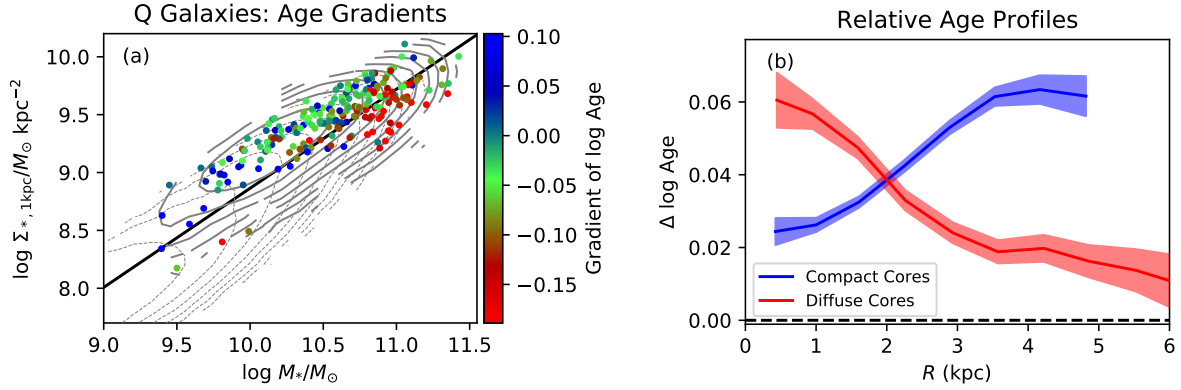 Q Galaxies: Age Gradients
(a)
log Σ*, 1kpc/M⊙ kpc−2
10.0
9.5
9.0
8.5
8.0
9.0 9.5 10.0 10.5 11.0 11.5
log M*/M⊙
0.10
0.05
0.00
−0.05
−0.10
−0.15
Gradient of log Age
Relative Age Profiles
(b)
Δ log Age
0.06
0.04
0.02
0.00
Compact Cores
Diffuse Cores
0 1 2 3 4 5 6
R (kpc)